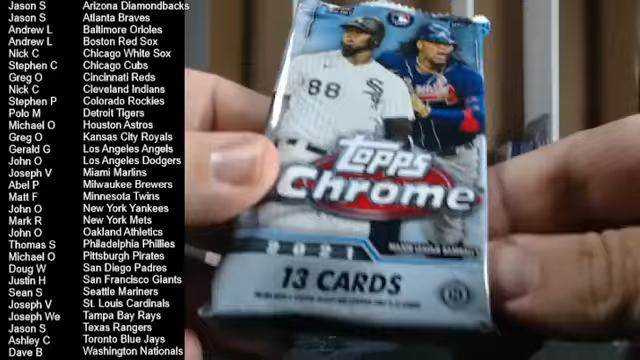 Jason S Arizona Diamondbacks
Jason S Atlanta Braves
Andrew L Baltimore Orioles
Andrew L Boston Red Sox
Nick C Chicago White Sox
Stephen C Chicago Cubs
Greg O Cincinnati Reds
Nick C Cleveland Indians
Stephen P Colorado Rockies
Polo M Detroit Tigers
Michael O Houston Astros
Greg O Kansas City Royals
Gerald G Los Angeles Angels
John O Los Angeles Dodgers
Joseph V Miami Marlins
Abel P Milwaukee Brewers
Matt F Minnesota Twins
John O New York Yankees
Mark R New York Mets
John O Oakland Athletics
Thomas S Philadelphia Phillies
Michael O Pittsburgh Pirates
Doug W San Diego Padres
Justin H San Francisco Giants
Sean S Seattle Mariners
Joseph V St. Louis Cardinals
Joseph We Tampa Bay Rays
Jason S Texas Rangers
Ashley C Toronto Blue Jays
Dave B Washington Nationals
88
Topps
Chrome
2021
MAJOR LEAGUE BASEBALL
13 CARDS